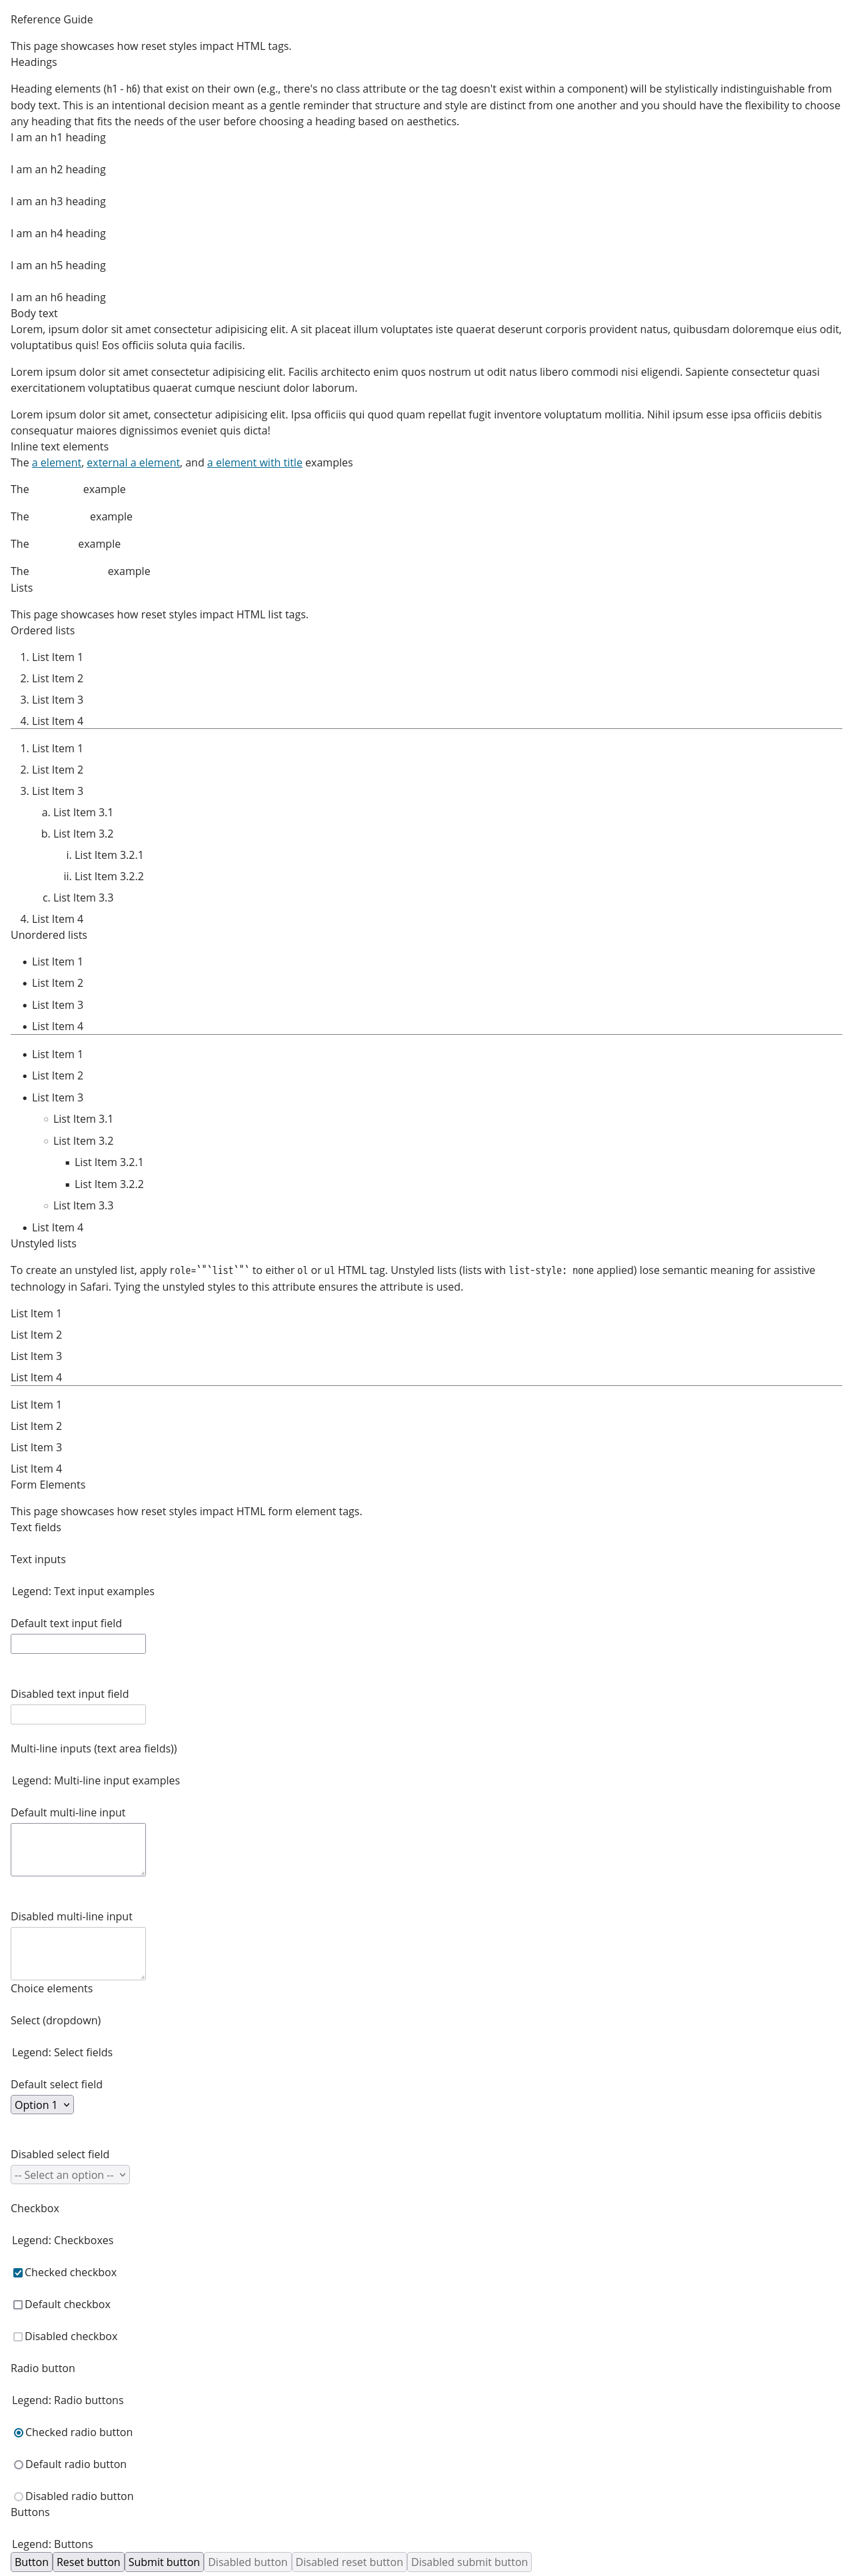 Reference Guide
This page showcases how reset styles impact HTML tags.
Headings
Heading elements (h1 - h6) that exist on their own (e.g., there's no class attribute or the tag doesn't exist within a component) will be stylistically indistinguishable from
body text. This is an intentional decision meant as a gentle reminder that structure and style are distinct from one another and you should have the flexibility to choose
any heading that fits the needs of the user before choosing a heading based on aesthetics.
I am an h1 heading
I am an h2 heading
I am an h3 heading
I am an h4 heading
I am an h5 heading
I am an h6 heading
Body text
Lorem, ipsum dolor sit amet consectetur adipisicing elit. A sit placeat illum voluptates iste quaerat deserunt corporis provident natus, quibusdam doloremque eius odit,
voluptatibus quis! Eos officiis soluta quia facilis.
Lorem ipsum dolor sit amet consectetur adipisicing elit. Facilis architecto enim quos nostrum ut odit natus libero commodi nisi eligendi. Sapiente consectetur quasi
exercitationem voluptatibus quaerat cumque nesciunt dolor laborum.
Lorem ipsum dolor sit amet, consectetur adipisicing elit. Ipsa officiis qui quod quam repellat fugit inventore voluptatum mollitia. Nihil ipsum esse ipsa officiis debitis
consequatur maiores dignissimos eveniet quis dicta!
Inline text elements
The a element, external a element, and a element with title examples
The example
The example
The example
The example
Lists
This page showcases how reset styles impact HTML list tags.
Ordered lists
1. List Item 1
2. List Item 2
3. List Item 3
4. List Item 4
1. List Item 1
2. List Item 2
3. List Item 3
a. List Item 3.1
b. List Item 3.2
i. List Item 3.2.1
ii. List Item 3.2.2
c. List Item 3.3
4. List Item 4
Unordered lists
• List Item 1
• List Item 2
• List Item 3
• List Item 4
• List Item 1
• List Item 2
• List Item 3
◦ List Item 3.1
◦ List Item 3.2
▪ List Item 3.2.1
▪ List Item 3.2.2
◦ List Item 3.3
• List Item 4
Unstyled lists
To create an unstyled list, apply role=`"`list`"` to either ol or ul HTML tag. Unstyled lists (lists with list-style: none applied) lose semantic meaning for assistive
technology in Safari. Tying the unstyled styles to this attribute ensures the attribute is used.
List Item 1
List Item 2
List Item 3
List Item 4
List Item 1
List Item 2
List Item 3
List Item 4
Form Elements
This page showcases how reset styles impact HTML form element tags.
Text fields
Text inputs
Legend: Text input examples
Default text input field
Disabled text input field
Multi-line inputs (text area fields))
Legend: Multi-line input examples
Default multi-line input
Disabled multi-line input
Choice elements
Select (dropdown)
Legend: Select fields
Default select field
Option 1
Disabled select field
-- Select an option --
Checkbox
Legend: Checkboxes
Checked checkbox
Default checkbox
Disabled checkbox
Radio button
Legend: Radio buttons
Checked radio button
Default radio button
Disabled radio button
Buttons
Legend: Buttons
Button Reset button Submit button Disabled button Disabled reset button Disabled submit button